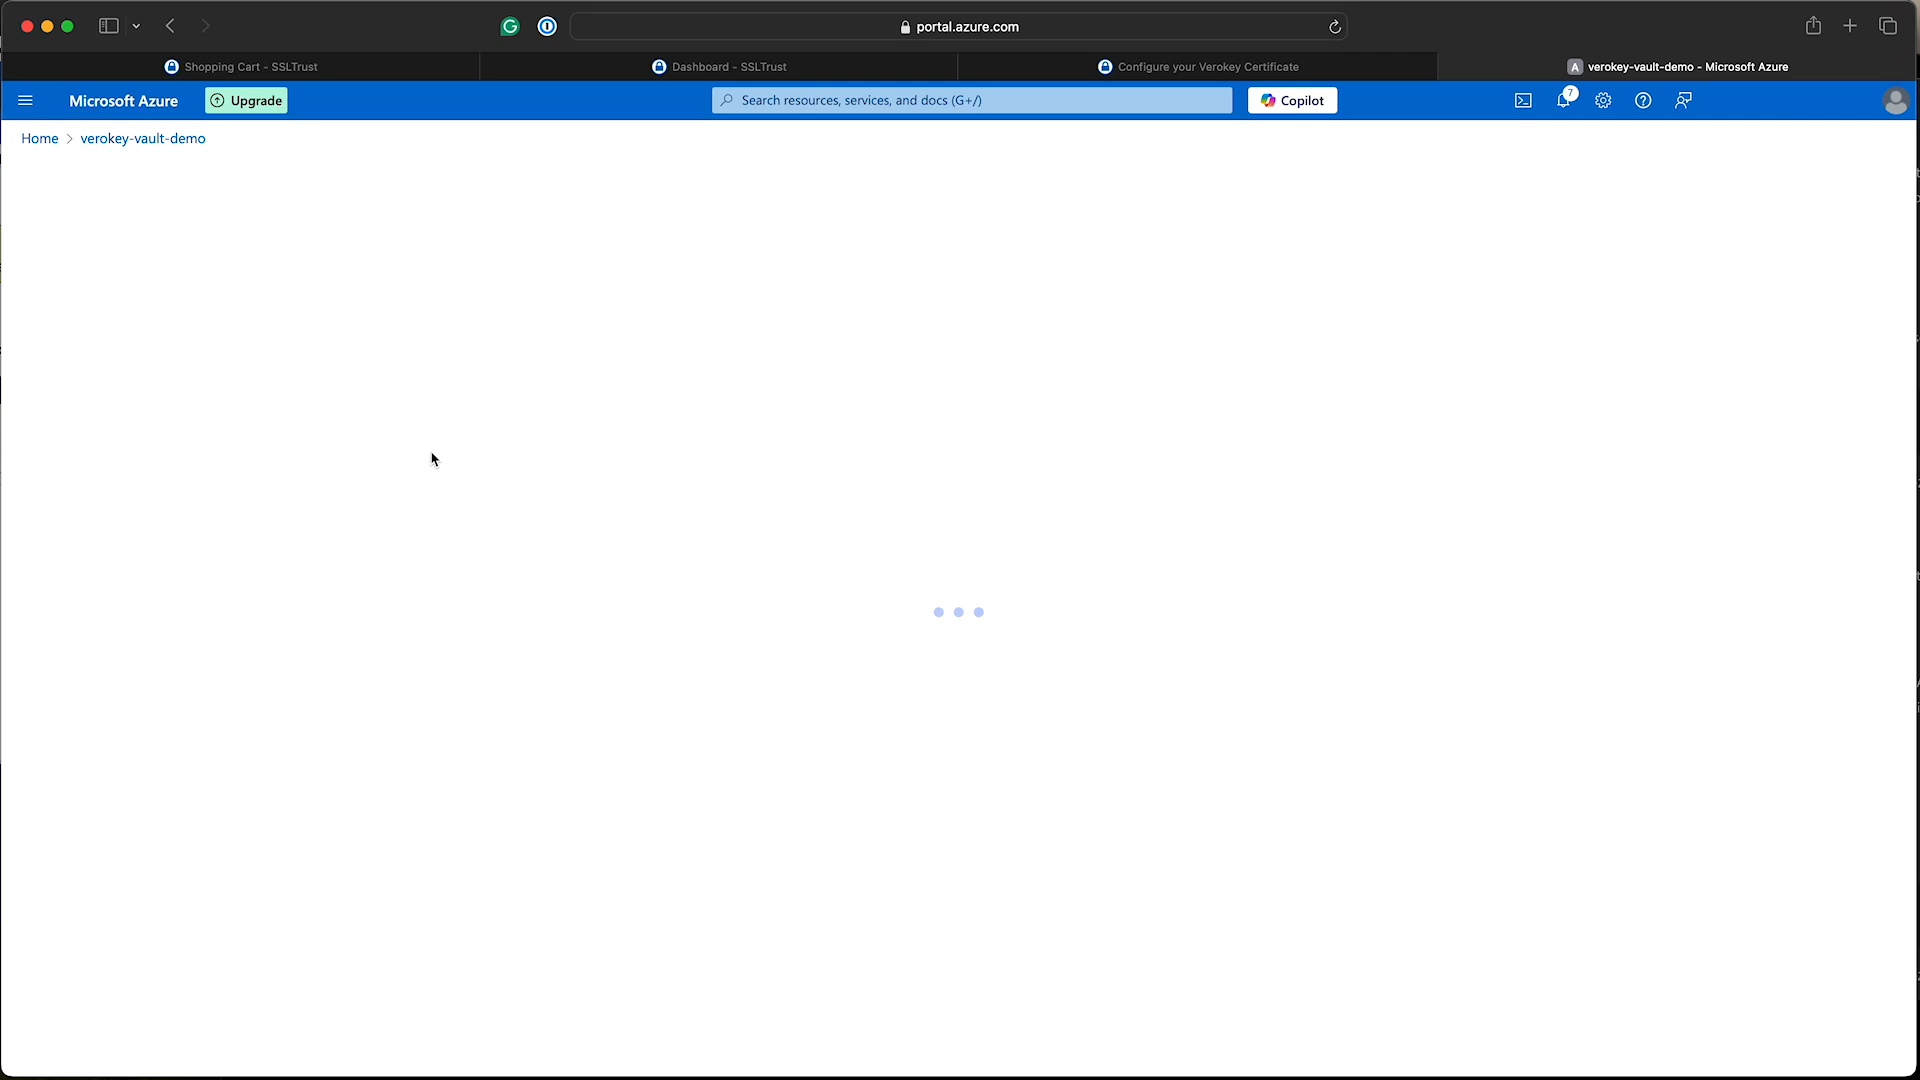 portal.azure.com
Shopping Cart - SSLTrust
Dashboard - SSLTrust
Configure your Verokey Certificate
A verokey-vault-demo - Microsoft Azure
Microsoft Azure
Upgrade
Search resources, services, and docs (G+/)
Copilot
7
Home > verokey-vault-demo